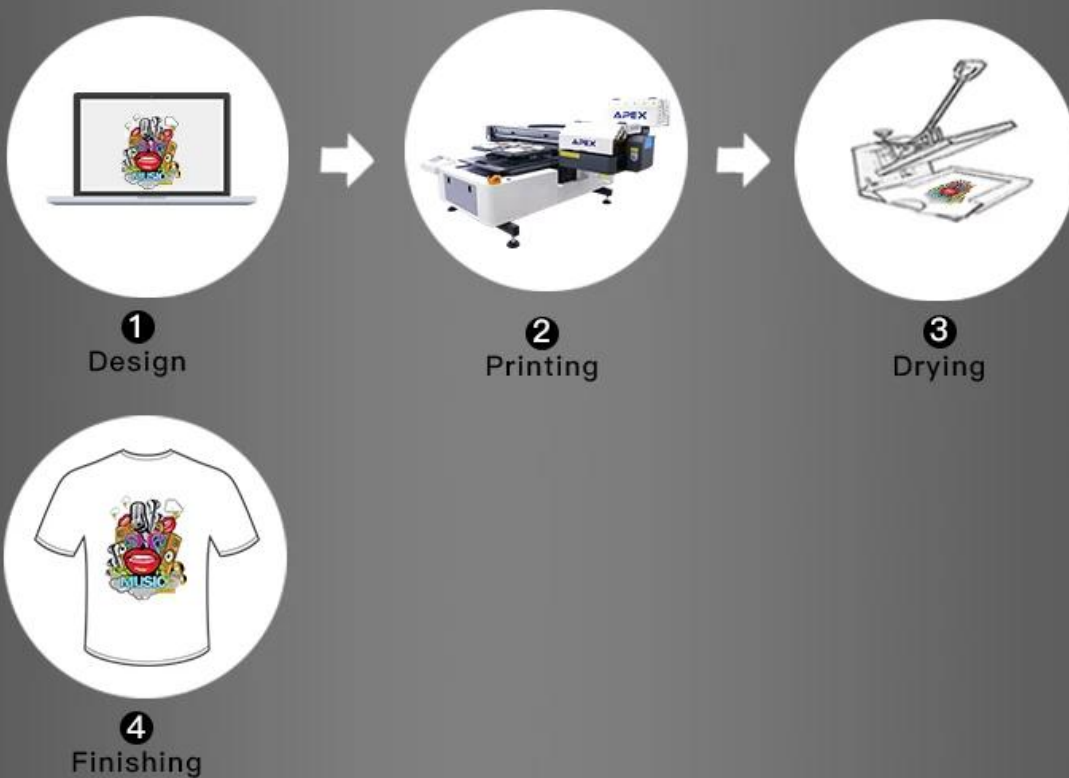 MUSIC
APEX
APEX
1
Design
2
Printing
3
Drying
MUSIC
4
Finishing